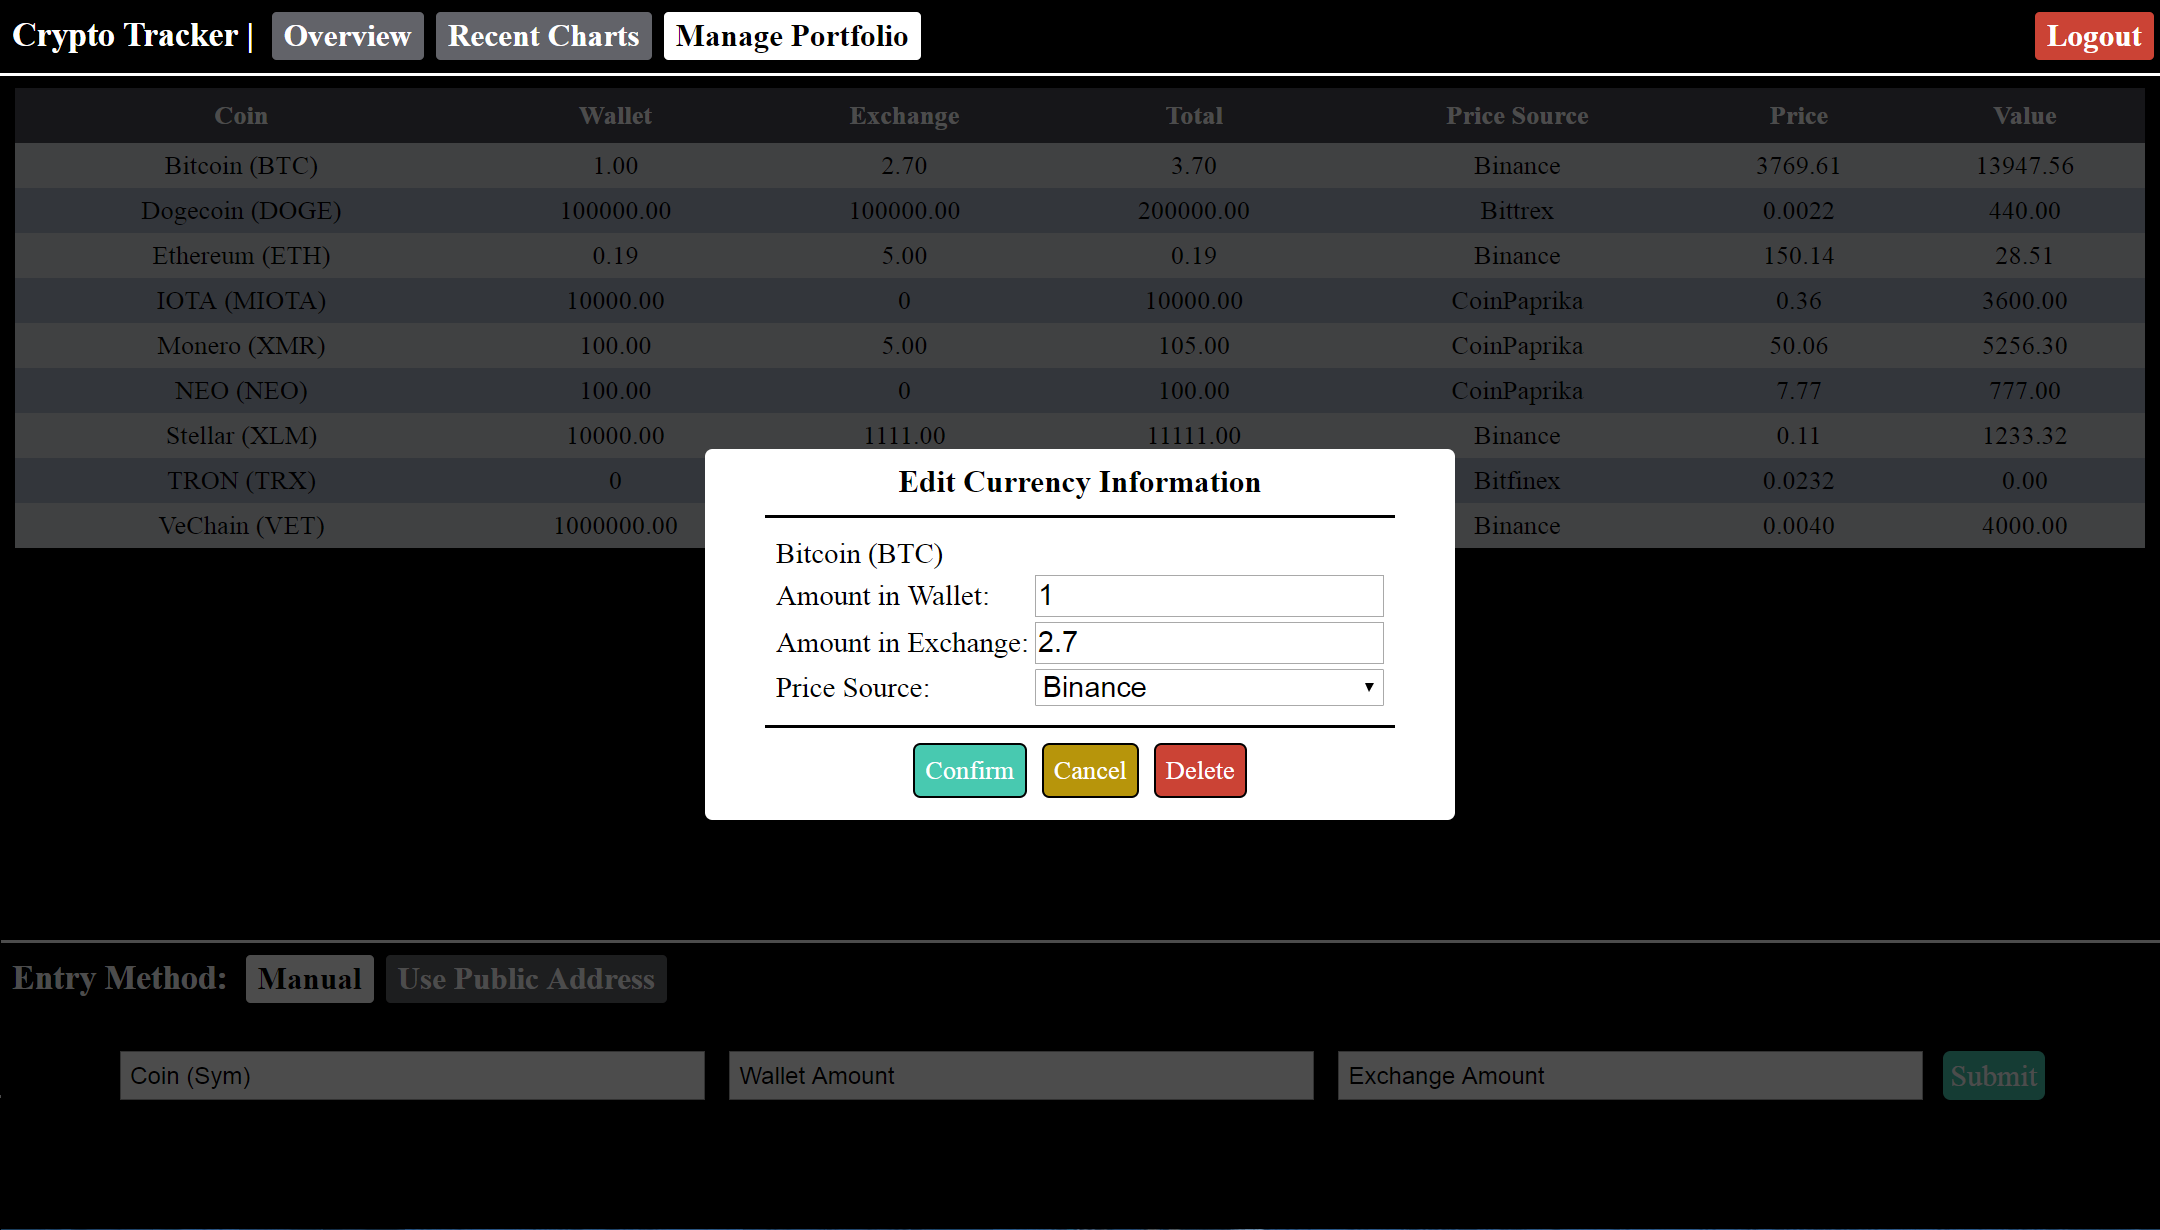 Crypto Tracker | Overview Recent Charts Manage Portfolio Logout
Coin Wallet Exchange Total Price Source Price Value
Bitcoin (BTC) 1.00 2.70 3.70 Binance 3769.61 13947.56
Dogecoin (DOGE) 100000.00 100000.00 200000.00 Bittrex 0.0022 440.00
Ethereum (ETH) 0.19 5.00 0.19 Binance 150.14 28.51
IOTA (MIOTA) 10000.00 0 10000.00 CoinPaprika 0.36 3600.00
Monero (XMR) 100.00 5.00 105.00 CoinPaprika 50.06 5256.30
NEO (NEO) 100.00 0 100.00 CoinPaprika 7.77 777.00
Stellar (XLM) 10000.00 1111.00 11111.00 Binance 0.11 1233.32
TRON (TRX) 0 Bitfinex 0.0232 0.00
VeChain (VET) 1000000.00 Binance 0.0040 4000.00
Edit Currency Information
Bitcoin (BTC)
Amount in Wallet: 1
Amount in Exchange: 2.7
Price Source: Binance
Confirm Cancel Delete
Entry Method: Manual Use Public Address
Coin (Sym) Wallet Amount Exchange Amount Submit